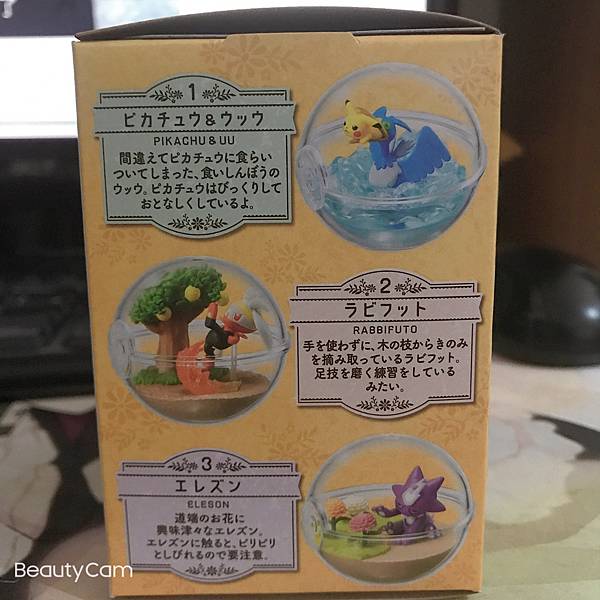 1
ピカチュウ&ウッウ
PIKACHU & UU
間違えてピカチュウに食らい
ついてしまった、食いしんぼうの
ウッウ。ピカチュウはびっくりして
おとなしくしているよ。
2
ラビフット
RABBIFUTO
手を使わずに、木の枝からきのみ
を摘み取っているラビフット。
足技を磨く練習をしている
みたい。
3
エレズン
ELESON
道端のお花に
興味津々なエレズン。
エレズンに触ると、ピリピリ
としびれるので要注意。
BeautyCam